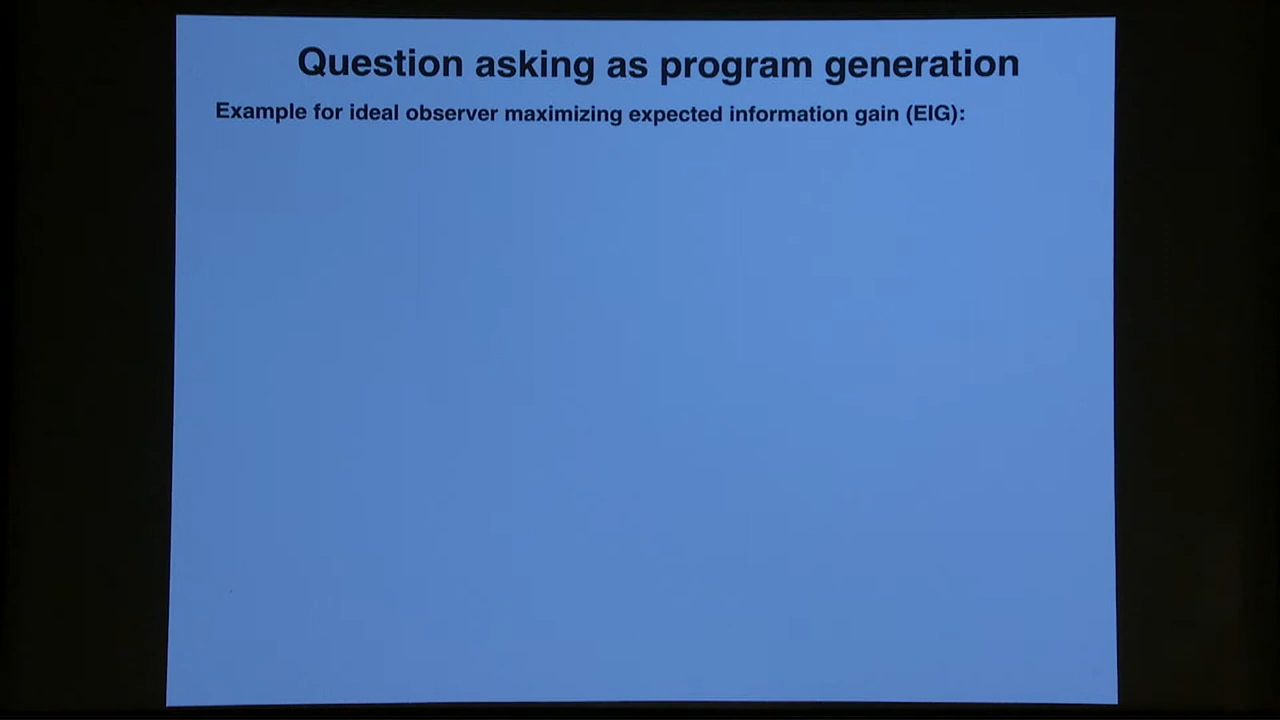 Question asking as program generation
Example for ideal observer maximizing expected information gain (EIG):